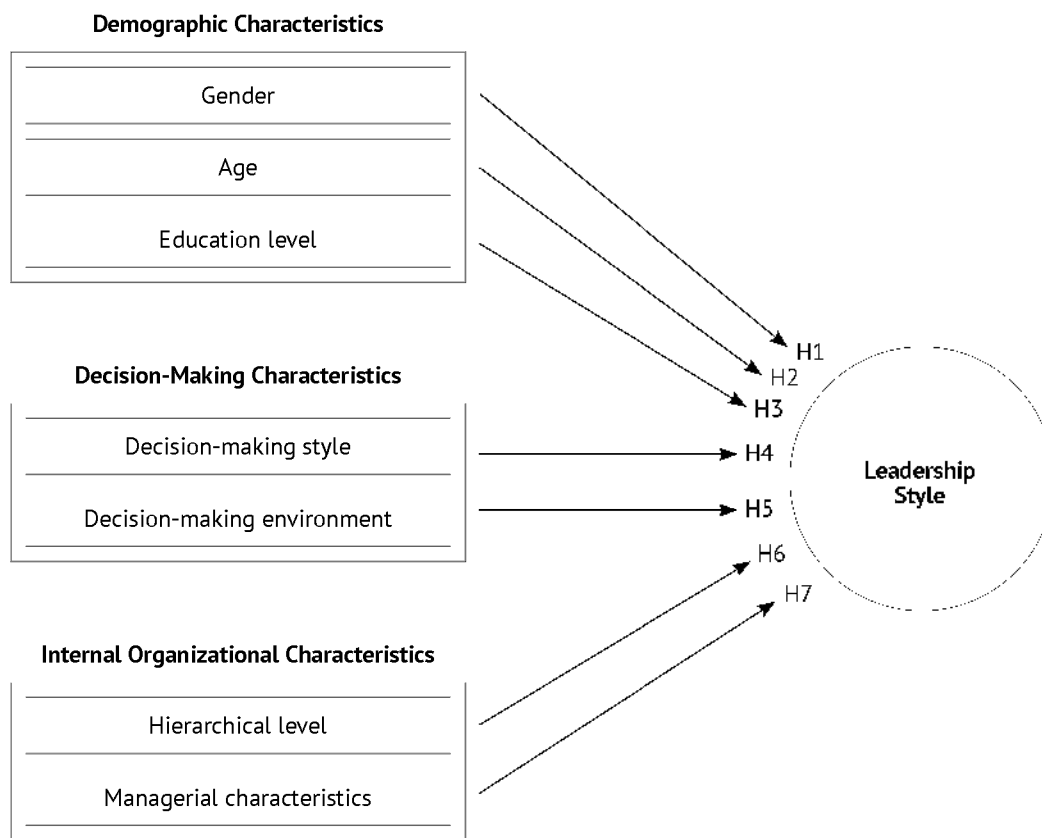 Demographic Characteristics
Gender
Age
Education level
H1
H2
H3
Decision-Making Characteristics
Decision-making style
Decision-making environment
H4
H5
Leadership
Style
H6
H7
Internal Organizational Characteristics
Hierarchical level
Managerial characteristics